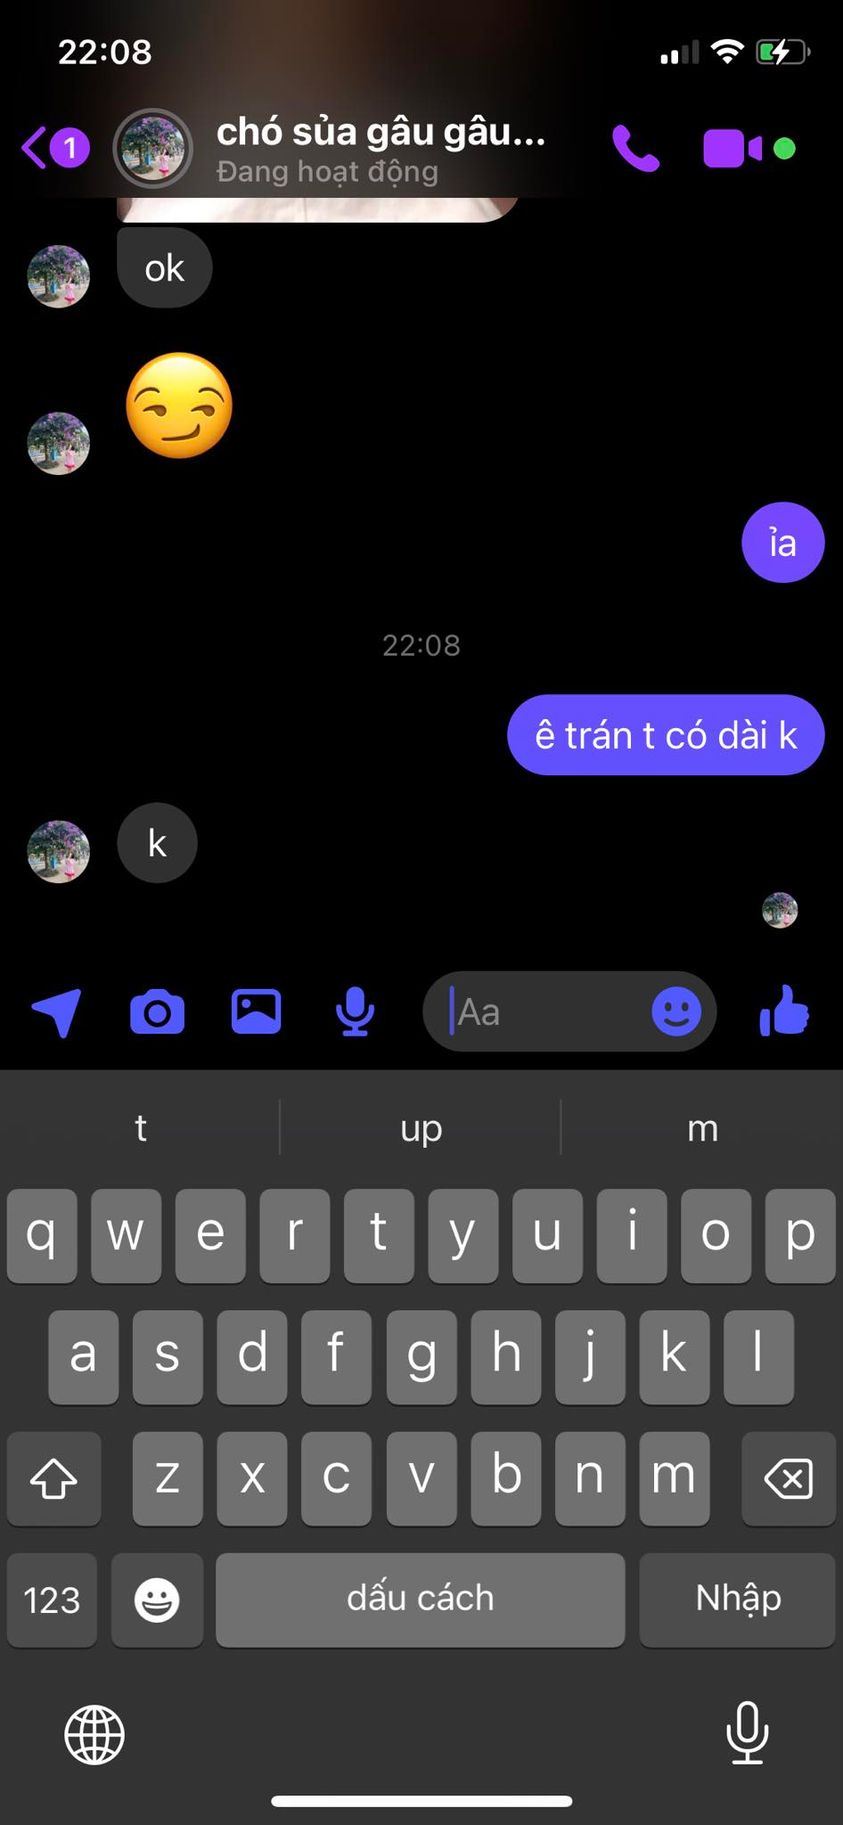 22:08
1
chó sủa gâu gâu...
Đang hoạt động
ok
ỉa
22:08
ê trán t có dài k
k
Aa
t up m
q w e r t y u i o p
a s d f g h j k l
z x c v b n m
123 dấu cách Nhập